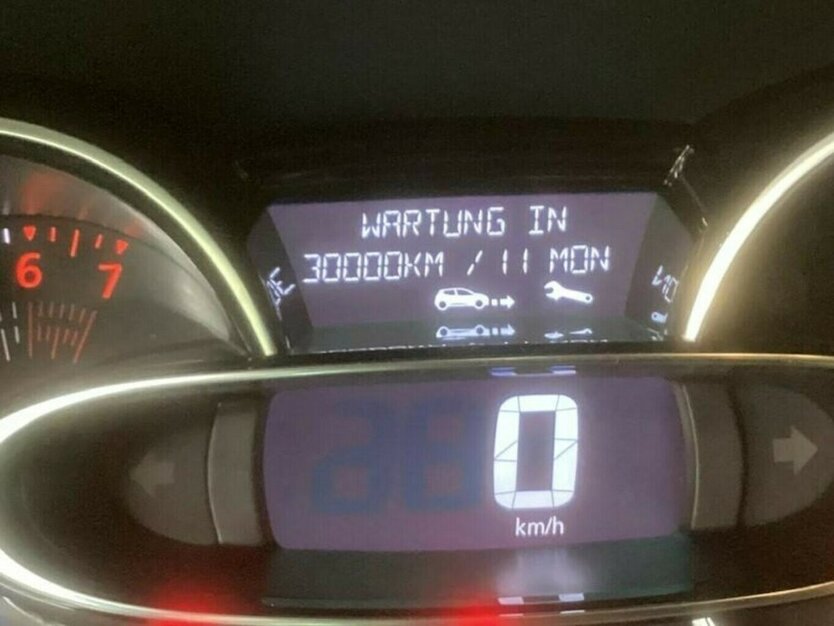 WARTUNG IN
30000KM / 11 MON
6 7
0
km/h